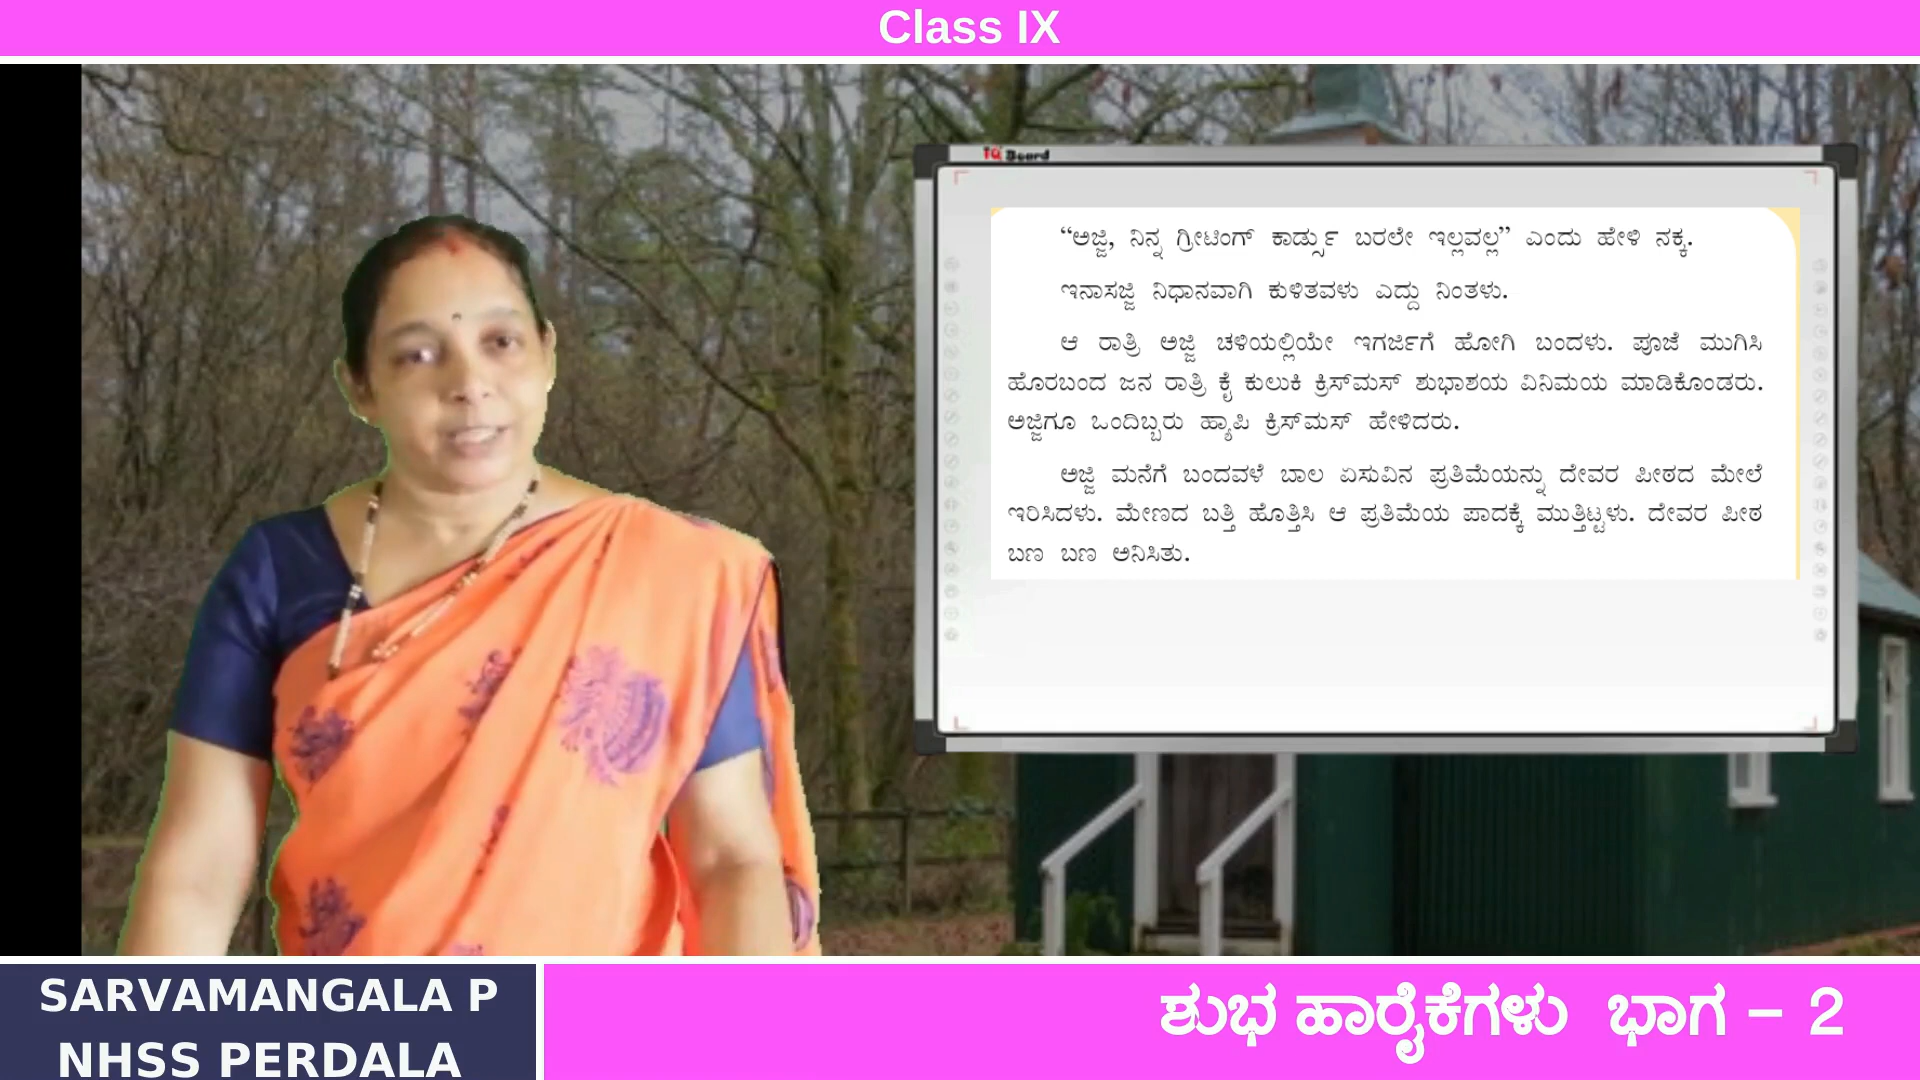 Class IX
IQ Board
“ಅಜ್ಜಿ, ನಿನ್ನ ಗ್ರೀಟಿಂಗ್ ಕಾರ್ಡ್ಸು ಬರಲೇ ಇಲ್ಲವಲ್ಲ” ಎಂದು ಹೇಳಿ ನಕ್ಕ.
ಇನಾಸಜ್ಜಿ ನಿಧಾನವಾಗಿ ಕುಳಿತವಳು ಎದ್ದು ನಿಂತಳು.
ಆ ರಾತ್ರಿ ಅಜ್ಜಿ ಚಳಿಯಲ್ಲಿಯೇ ಇಗರ್ಜಿಗೆ ಹೋಗಿ ಬಂದಳು. ಪೂಜೆ ಮುಗಿಸಿ
ಹೊರಬಂದ ಜನ ರಾತ್ರಿ ಕೈ ಕುಲುಕಿ ಕ್ರಿಸ್‌ಮಸ್ ಶುಭಾಶಯ ವಿನಿಮಯ ಮಾಡಿಕೊಂಡರು.
ಅಜ್ಜಿಗೂ ಒಂದಿಬ್ಬರು ಹ್ಯಾಪಿ ಕ್ರಿಸ್‌ಮಸ್ ಹೇಳಿದರು.
ಅಜ್ಜಿ ಮನೆಗೆ ಬಂದವಳೆ ಬಾಲ ಏಸುವಿನ ಪ್ರತಿಮೆಯನ್ನು ದೇವರ ಪೀಠದ ಮೇಲೆ
ಇರಿಸಿದಳು. ಮೇಣದ ಬತ್ತಿ ಹೊತ್ತಿಸಿ ಆ ಪ್ರತಿಮೆಯ ಪಾದಕ್ಕೆ ಮುತ್ತಿಟ್ಟಳು. ದೇವರ ಪೀಠ
ಬಣ ಬಣ ಅನಿಸಿತು.
SARVAMANGALA P
NHSS PERDALA
ಶುಭ ಹಾರೈಕೆಗಳು ಭಾಗ – 2